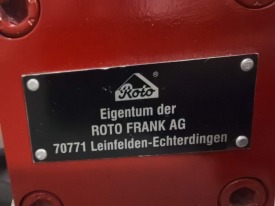 Roto ®
Eigentum der
ROTO FRANK AG
70771 Leinfelden-Echterdingen